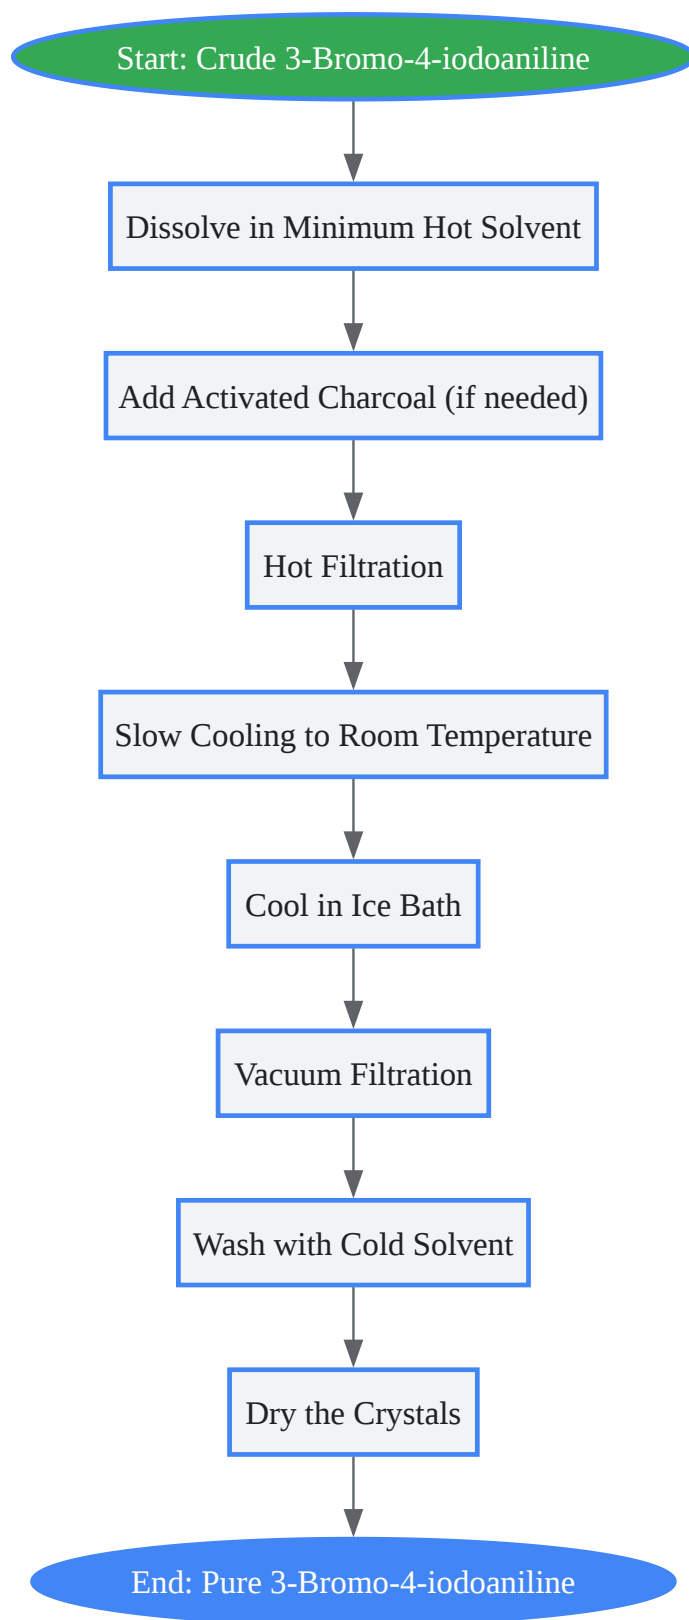 Start: Crude 3-Bromo-4-iodoaniline
Dissolve in Minimum Hot Solvent
Add Activated Charcoal (if needed)
Hot Filtration
Slow Cooling to Room Temperature
Cool in Ice Bath
Vacuum Filtration
Wash with Cold Solvent
Dry the Crystals
End: Pure 3-Bromo-4-iodoaniline